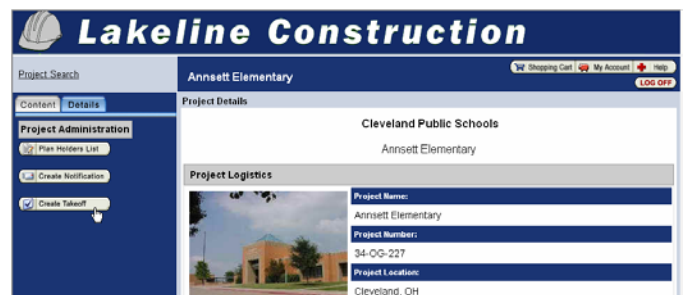 Lakeline Construction
Project Search
Annsett Elementary
Shopping Cart My Account Help
LOG OFF
Content Details
Project Details
Project Administration
Plan Holders List
Create Notification
Create Takeoff
Cleveland Public Schools
Annsett Elementary
Project Logistics
Project Name:
Annsett Elementary
Project Number:
34-OG-227
Project Location:
Cleveland, OH